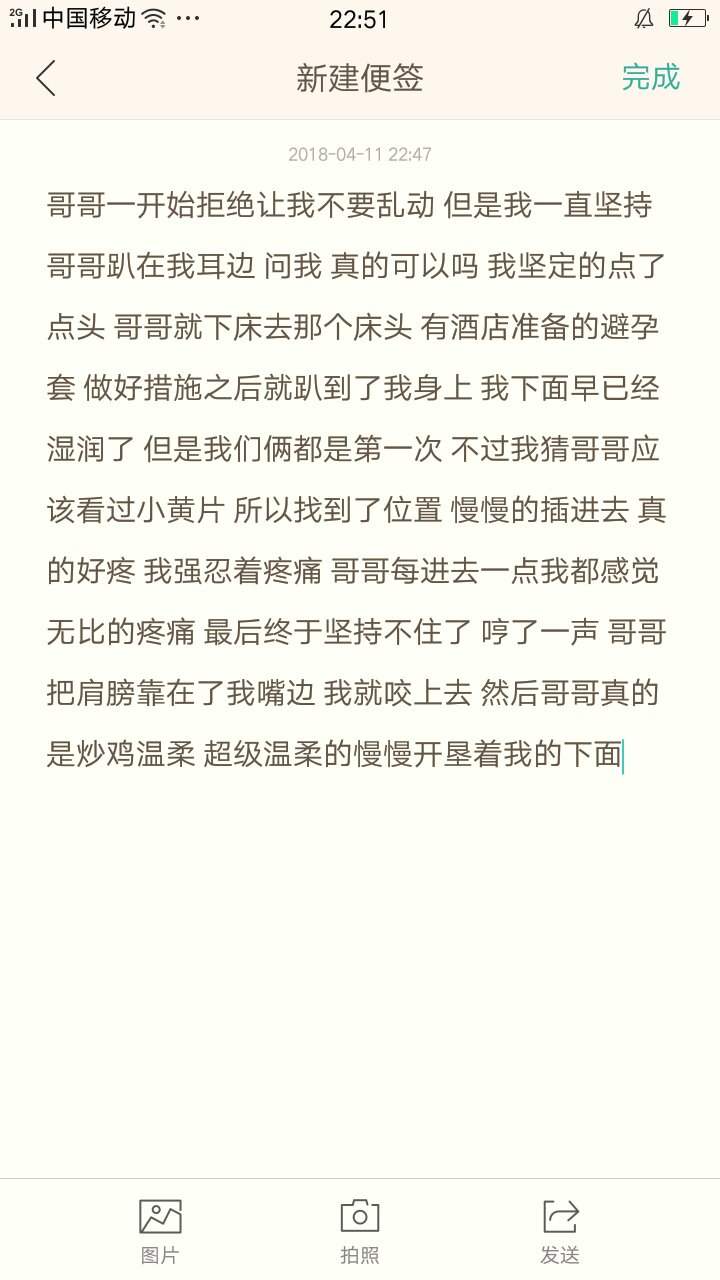 2G 中国移动 ... 22:51
新建便签 完成
2018-04-11 22:47
哥哥一开始拒绝让我不要乱动 但是我一直坚持
哥哥趴在我耳边 问我 真的可以吗 我坚定的点了
点头 哥哥就下床去那个床头 有酒店准备的避孕
套 做好措施之后就趴到了我身上 我下面早已经
湿润了 但是我们俩都是第一次 不过我猜哥哥应
该看过小黄片 所以找到了位置 慢慢的插进去 真
的好疼 我强忍着疼痛 哥哥每进去一点我都感觉
无比的疼痛 最后终于坚持不住了 哼了一声 哥哥
把肩膀靠在了我嘴边 我就咬上去 然后哥哥真的
是炒鸡温柔 超级温柔的慢慢开垦着我的下面
图片 拍照 发送